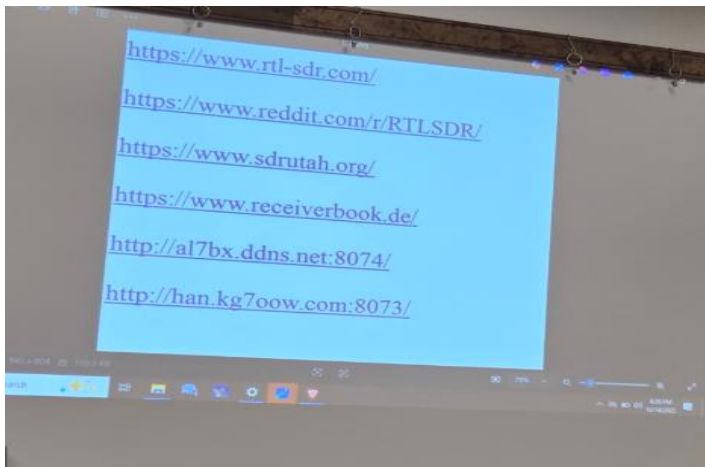 https://www.rtl-sdr.com/
https://www.reddit.com/r/RTLSDR/
https://www.sdrutah.org/
https://www.receiverbook.de/
http://al7bx.ddns.net:8074/
http://han.kg7oow.com:8073/
79%